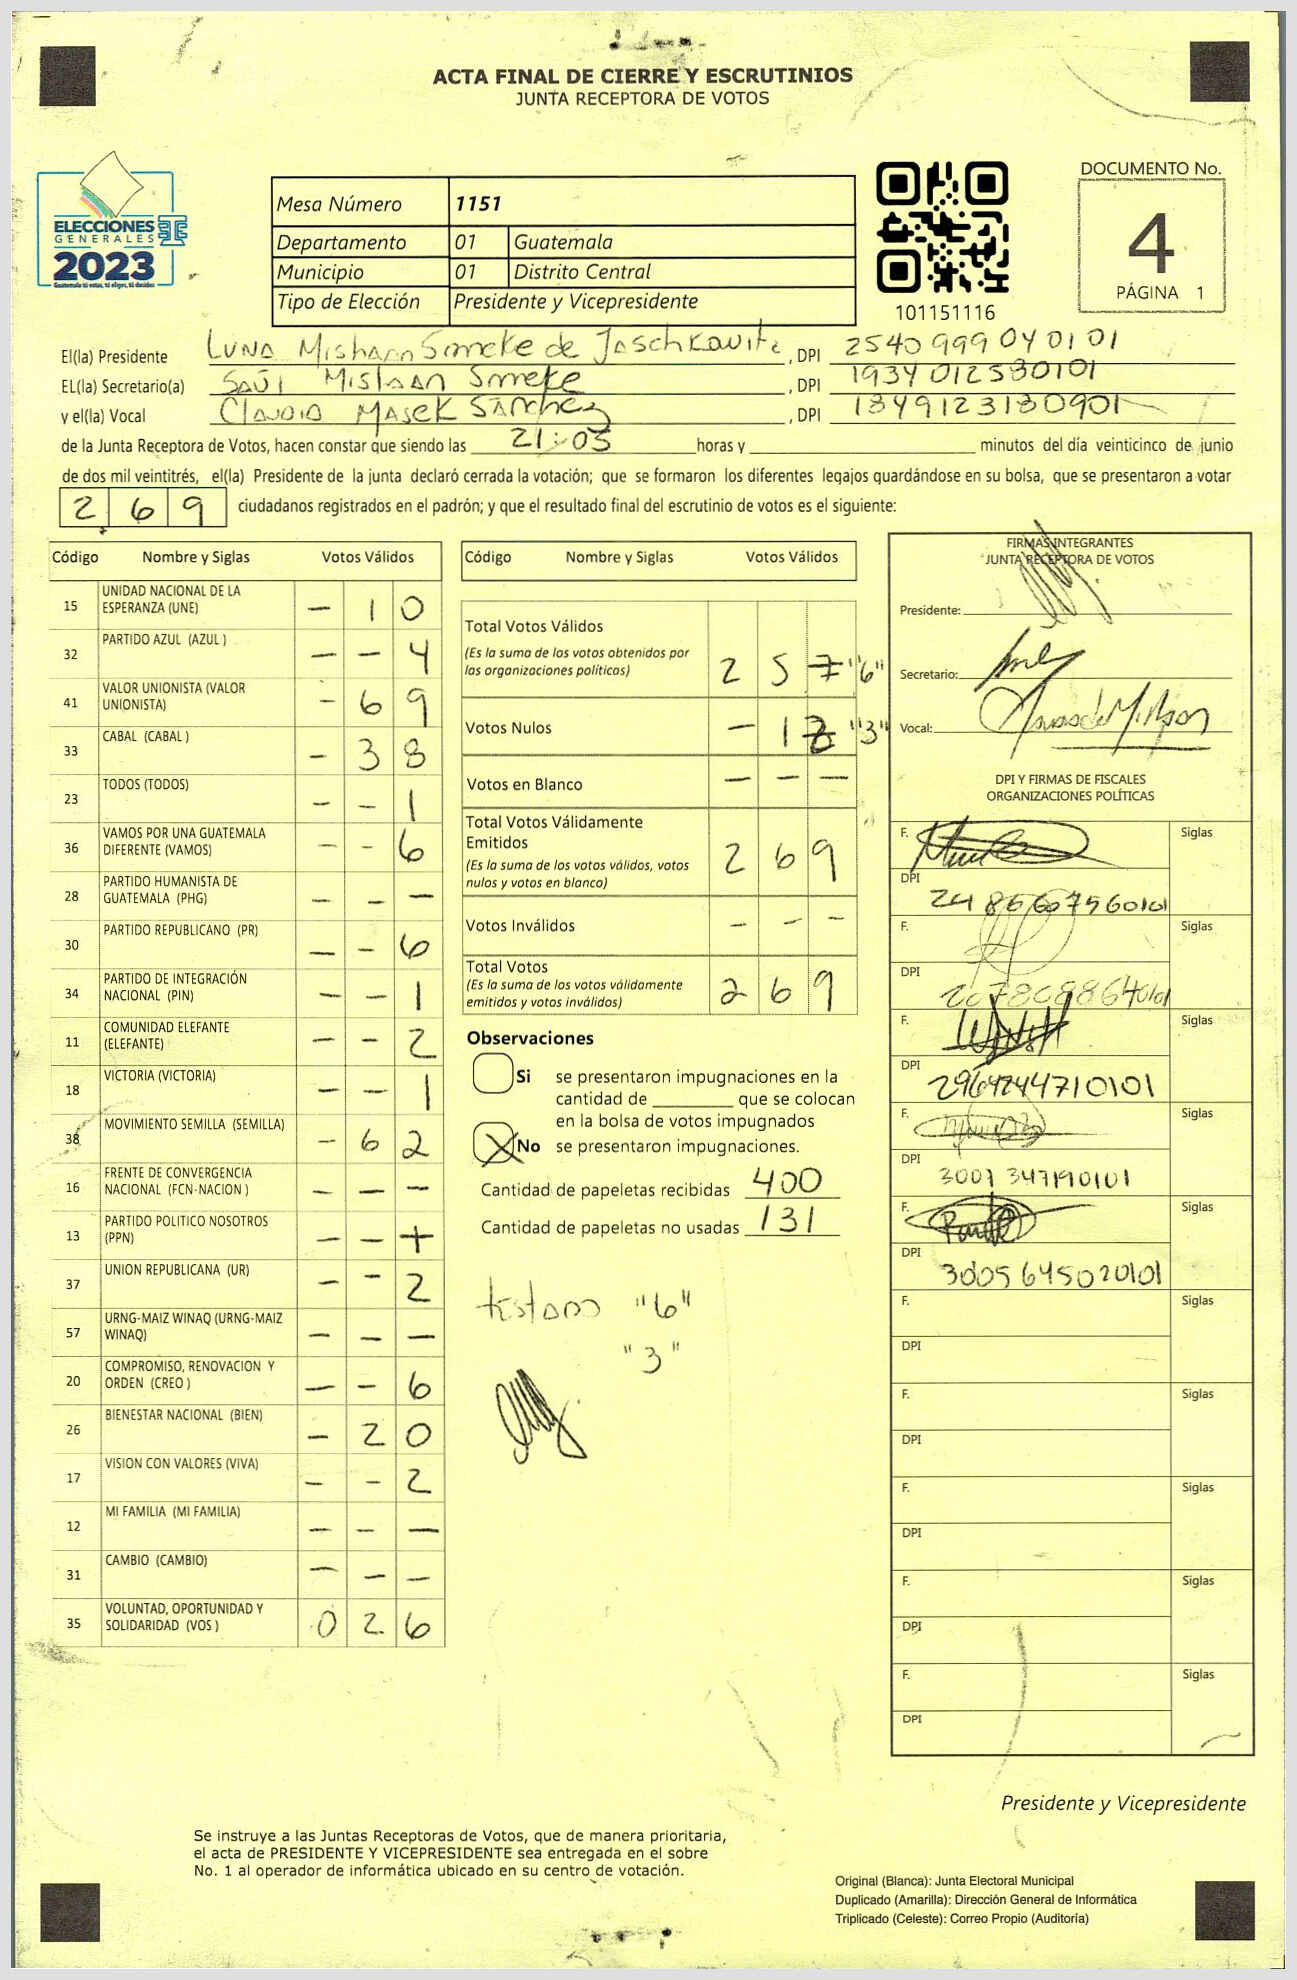 ACTA FINAL DE CIERRE Y ESCRUTINIOS
JUNTA RECEPTORA DE VOTOS
ELECCIONES
GENERALES
2023
Guatemala tú votas, tú eliges, tú decides
Mesa Número 1151
Departamento 01 Guatemala
Municipio 01 Distrito Central
Tipo de Elección Presidente y Vicepresidente
101151116
DOCUMENTO No.
4
PÁGINA 1
El(la) Presidente Luna Mishaan Smeke de Jaschkowitz, DPI 2540 999 04 0101
EL(la) Secretario(a) Saúl Mishaan Smeke, DPI 1934 012580101
y el(la) Vocal Claudia Masek Sánchez, DPI 1849123180901
de la Junta Receptora de Votos, hacen constar que siendo las 21:05 horas y minutos del día veinticinco de junio
de dos mil veintitrés, el(la) Presidente de la junta declaró cerrada la votación; que se formaron los diferentes legajos guardándose en su bolsa, que se presentaron a votar
269 ciudadanos registrados en el padrón; y que el resultado final del escrutinio de votos es el siguiente:
Código Nombre y Siglas Votos Válidos
15 UNIDAD NACIONAL DE LA ESPERANZA (UNE) – 1 0
32 PARTIDO AZUL (AZUL ) – – 4
41 VALOR UNIONISTA (VALOR UNIONISTA) – 6 9
33 CABAL (CABAL ) – 3 8
23 TODOS (TODOS) – – 1
36 VAMOS POR UNA GUATEMALA DIFERENTE (VAMOS) – – 6
28 PARTIDO HUMANISTA DE GUATEMALA (PHG) – – –
30 PARTIDO REPUBLICANO (PR) – – 6
34 PARTIDO DE INTEGRACIÓN NACIONAL (PIN) – – 1
11 COMUNIDAD ELEFANTE (ELEFANTE) – – 2
18 VICTORIA (VICTORIA) – – 1
38 MOVIMIENTO SEMILLA (SEMILLA) – 6 2
16 FRENTE DE CONVERGENCIA NACIONAL (FCN-NACION ) – – –
13 PARTIDO POLITICO NOSOTROS (PPN) – –
37 UNION REPUBLICANA (UR) – – 2
57 URNG-MAIZ WINAQ (URNG-MAIZ WINAQ) – – –
20 COMPROMISO, RENOVACION Y ORDEN (CREO ) – – 6
26 BIENESTAR NACIONAL (BIEN) – 2 0
17 VISION CON VALORES (VIVA) – – 2
12 MI FAMILIA (MI FAMILIA) – – –
31 CAMBIO (CAMBIO) – – –
35 VOLUNTAD, OPORTUNIDAD Y SOLIDARIDAD (VOS ) 0 2 6
Código Nombre y Siglas Votos Válidos
Total Votos Válidos
(Es la suma de los votos obtenidos por
las organizaciones políticas) 2 5 7 "6"
Votos Nulos – 1 "3"
Votos en Blanco – – –
Total Votos Válidamente
Emitidos
(Es la suma de los votos válidos, votos
nulos y votos en blanco) 2 6 9
Votos Inválidos – – –
Total Votos
(Es la suma de los votos válidamente
emitidos y votos inválidos) 2 6 9
Observaciones
Si se presentaron impugnaciones en la
cantidad de que se colocan
en la bolsa de votos impugnados
No se presentaron impugnaciones.
Cantidad de papeletas recibidas 400
Cantidad de papeletas no usadas 131
testado "6"
"3"
FIRMAS INTEGRANTES
JUNTA RECEPTORA DE VOTOS
Presidente:
Secretario:
Vocal:
DPI Y FIRMAS DE FISCALES
ORGANIZACIONES POLÍTICAS
F. Siglas
DPI
F. Siglas
DPI
F. Siglas
DPI 2964244710101
F. Siglas
DPI 3001 347190101
F. Siglas
DPI 3005 645020101
F. Siglas
DPI
F. Siglas
DPI
F. Siglas
DPI
F. Siglas
DPI
F. Siglas
DPI
Presidente y Vicepresidente
Se instruye a las Juntas Receptoras de Votos, que de manera prioritaria,
el acta de PRESIDENTE Y VICEPRESIDENTE sea entregada en el sobre
No. 1 al operador de informática ubicado en su centro de votación.
Original (Blanca): Junta Electoral Municipal
Duplicado (Amarilla): Dirección General de Informática
Triplicado (Celeste): Correo Propio (Auditoría)